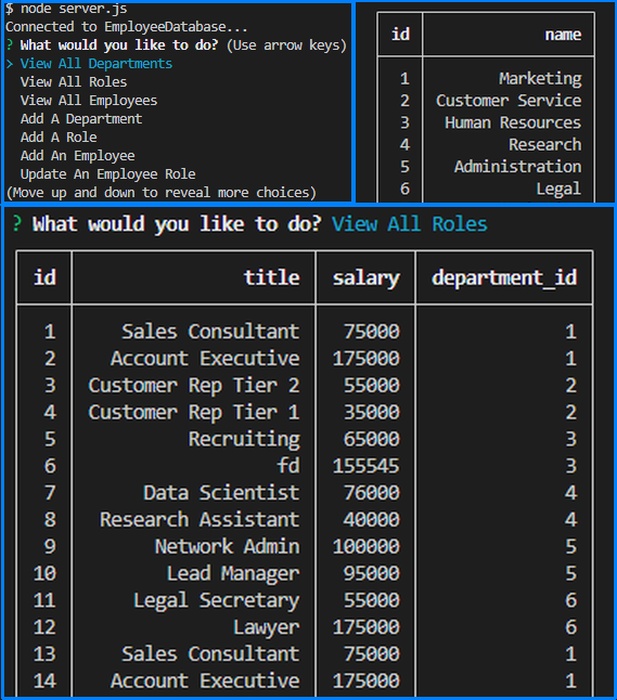 $ node server.js
Connected to EmployeeDatabase...
? What would you like to do? (Use arrow keys)
> View All Departments
View All Roles
View All Employees
Add A Department
Add A Role
Add An Employee
Update An Employee Role
(Move up and down to reveal more choices)
id name
1 Marketing
2 Customer Service
3 Human Resources
4 Research
5 Administration
6 Legal
? What would you like to do? View All Roles
id title salary department_id
1 Sales Consultant 75000 1
2 Account Executive 175000 1
3 Customer Rep Tier 2 55000 2
4 Customer Rep Tier 1 35000 2
5 Recruiting 65000 3
6 fd 155545 3
7 Data Scientist 76000 4
8 Research Assistant 40000 4
9 Network Admin 100000 5
10 Lead Manager 95000 5
11 Legal Secretary 55000 6
12 Lawyer 175000 6
13 Sales Consultant 75000 1
14 Account Executive 175000 1